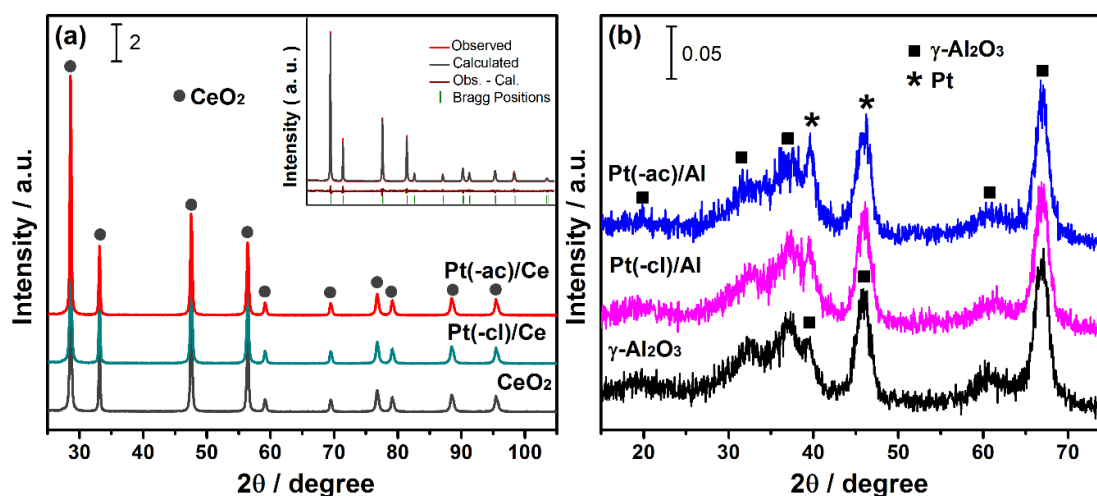 (a)
2
CeO2
Observed
Calculated
Obs. - Cal.
Bragg Positions
Intensity ( a. u. )
Pt(-ac)/Ce
Pt(-cl)/Ce
CeO2
Intensity / a.u.
30 40 50 60 70 80 90 100
2θ / degree
(b)
0.05
γ-Al2O3
Pt
Pt(-ac)/Al
Pt(-cl)/Al
γ-Al2O3
Intensity / a.u.
20 30 40 50 60 70
2θ / degree